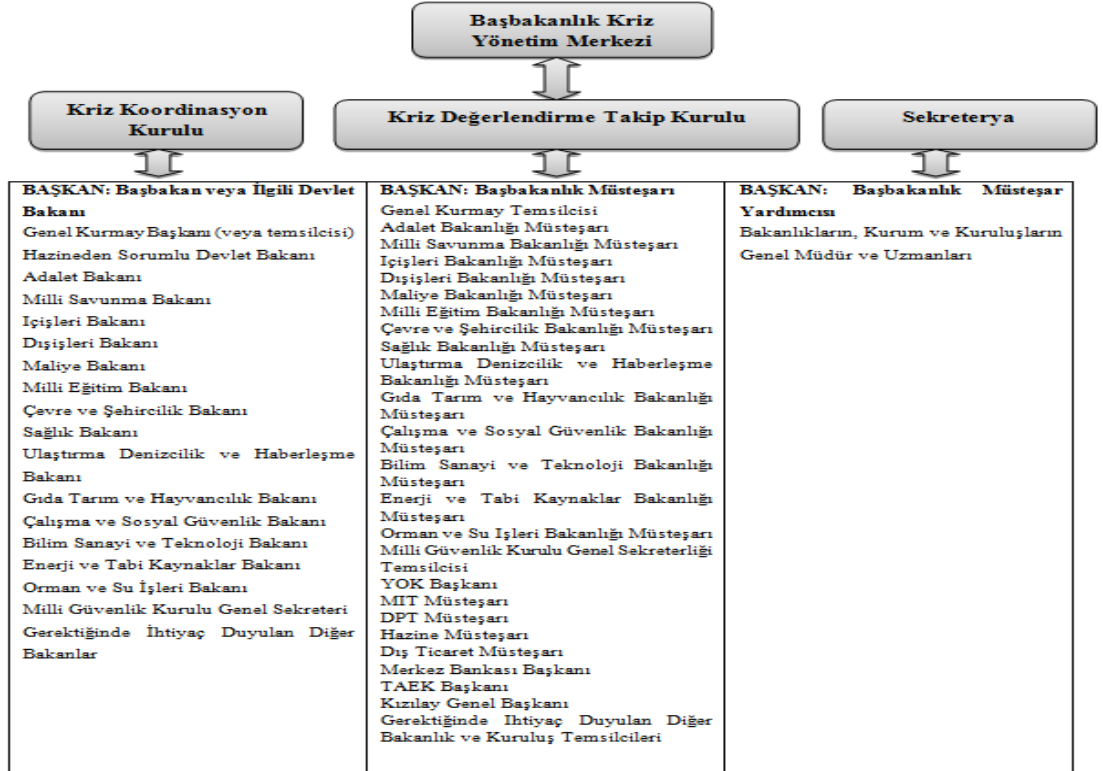 Başbakanlık Kriz
Yönetim Merkezi
Kriz Koordinasyon
Kurulu
Kriz Değerlendirme Takip Kurulu
Sekreterya
BAŞKAN: Başbakan veya İlgili Devlet
Bakanı
Genel Kurmay Başkanı (veya temsilcisi)
Hazineden Sorumlu Devlet Bakanı
Adalet Bakanı
Milli Savunma Bakanı
Içişleri Bakanı
Dışişleri Bakanı
Maliye Bakanı
Milli Eğitim Bakanı
Çevre ve Şehircilik Bakanı
Sağlık Bakanı
Ulaştırma Denizcilik ve Haberleşme
Bakanı
Gıda Tarım ve Hayvancılık Bakanı
Çalışma ve Sosyal Güvenlik Bakanı
Bilim Sanayi ve Teknoloji Bakanı
Enerji ve Tabi Kaynaklar Bakanı
Orman ve Su İşleri Bakanı
Milli Güvenlik Kurulu Genel Sekreteri
Gerektiğinde İhtiyaç Duyulan Diğer
Bakanlar
BAŞKAN: Başbakanlık Müsteşarı
Genel Kurmay Temsilcisi
Adalet Bakanlığı Müsteşarı
Milli Savunma Bakanlığı Müsteşarı
Içişleri Bakanlığı Müsteşarı
Dışişleri Bakanlığı Müsteşarı
Maliye Bakanlığı Müsteşarı
Milli Eğitim Bakanlığı Müsteşarı
Çevre ve Şehircilik Bakanlığı Müsteşarı
Sağlık Bakanlığı Müsteşarı
Ulaştırma Denizcilik ve Haberleşme
Bakanlığı Müsteşarı
Gıda Tarım ve Hayvancılık Bakanlığı
Müsteşarı
Çalışma ve Sosyal Güvenlik Bakanlığı
Müsteşarı
Bilim Sanayi ve Teknoloji Bakanlığı
Müsteşarı
Enerji ve Tabi Kaynaklar Bakanlığı
Müsteşarı
Orman ve Su Işleri Bakanlığı Müsteşarı
Milli Güvenlik Kurulu Genel Sekreterliği
Temsilcisi
YOK Başkanı
MIT Müsteşarı
DPT Müsteşarı
Hazine Müsteşarı
Dış Ticaret Müsteşarı
Merkez Bankası Başkanı
TAEK Başkanı
Kızılay Genel Başkanı
Gerektiğinde Ihtiyaç Duyulan Diğer
Bakanlık ve Kuruluş Temsilcileri
BAŞKAN: Başbakanlık Müsteşar
Yardımcısı
Bakanlıkların, Kurum ve Kuruluşların
Genel Müdür ve Uzmanları